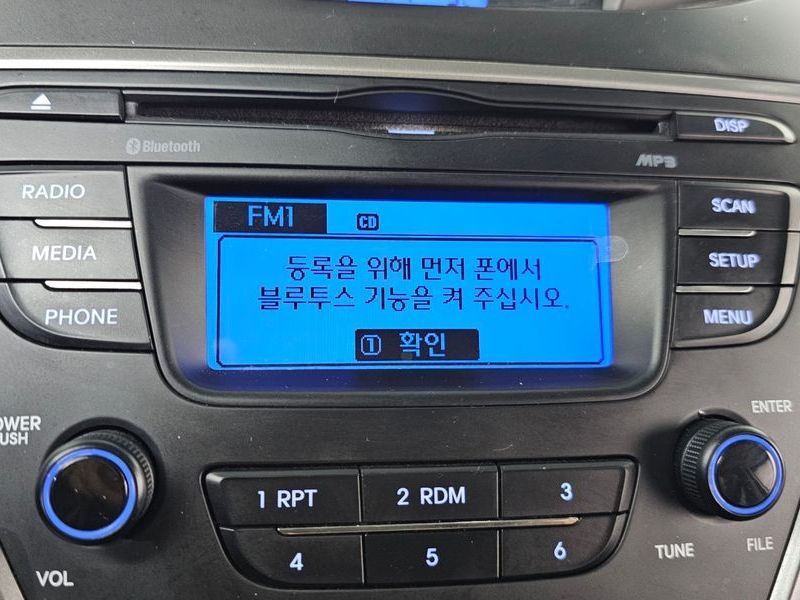 DISP
Bluetooth
MP3
RADIO
SCAN
FM1
CD
MEDIA
등록을 위해 먼저 폰에서
SETUP
블루투스 기능을 켜 주십시오.
PHONE
① 확인
MENU
ENTER
1 RPT
2 RDM
3
4
5
6
TUNE
FILE
VOL